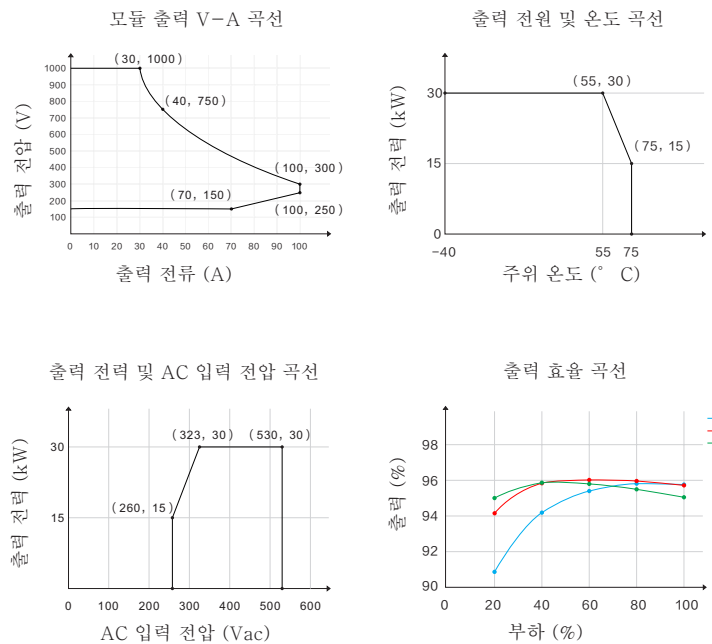 모듈 출력 V-A 곡선
출력 전압 (V)
1000
900
800
700
600
500
400
300
200
100
(30, 1000)
(40, 750)
(100, 300)
(70, 150)
(100, 250)
0 10 20 30 40 50 60 70 80 90 100
출력 전류 (A)
출력 전원 및 온도 곡선
출력 전력 (kW)
30
15
0
(55, 30)
(75, 15)
-40 55 75
주위 온도 (° C)
출력 전력 및 AC 입력 전압 곡선
출력 전력 (kW)
30
15
(323, 30) (530, 30)
(260, 15)
0 100 200 300 400 500 600
AC 입력 전압 (Vac)
출력 효율 곡선
출력 (%)
98
96
94
92
90
0 20 40 60 80 100
부하 (%)